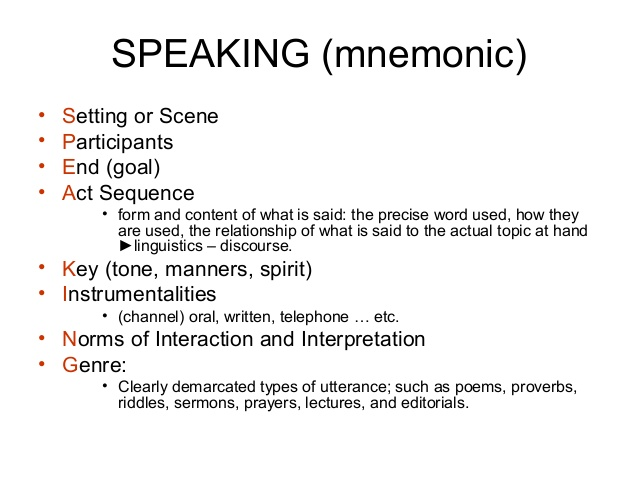 SPEAKING (mnemonic)
• Setting or Scene
• Participants
• End (goal)
• Act Sequence
• form and content of what is said: the precise word used, how they
are used, the relationship of what is said to the actual topic at hand
►linguistics – discourse.
• Key (tone, manners, spirit)
• Instrumentalities
• (channel) oral, written, telephone … etc.
• Norms of Interaction and Interpretation
• Genre:
• Clearly demarcated types of utterance; such as poems, proverbs,
riddles, sermons, prayers, lectures, and editorials.